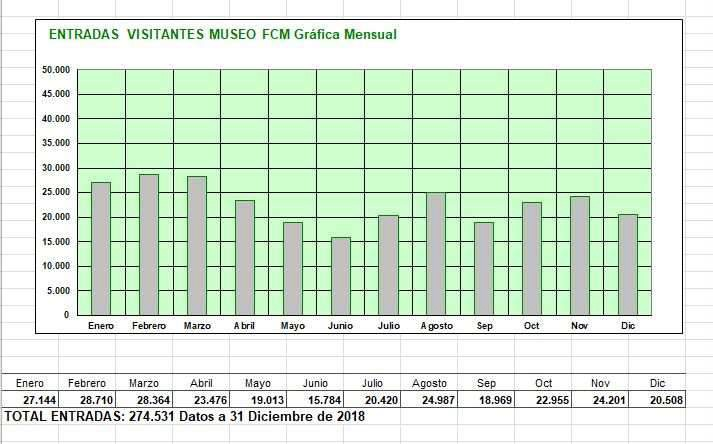 ENTRADAS VISITANTES MUSEO FCM Gráfica Mensual
50.000
45.000
40.000
35.000
30.000
25.000
20.000
15.000
10.000
5.000
0
Enero Febrero Marzo Abril Mayo Junio Julio Agosto Sep Oct Nov Dic
Enero Febrero Marzo Abril Mayo Junio Julio Agosto Sep Oct Nov Dic
27.144 28.710 28.364 23.476 19.013 15.784 20.420 24.987 18.969 22.955 24.201 20.508
TOTAL ENTRADAS: 274.531 Datos a 31 Diciembre de 2018